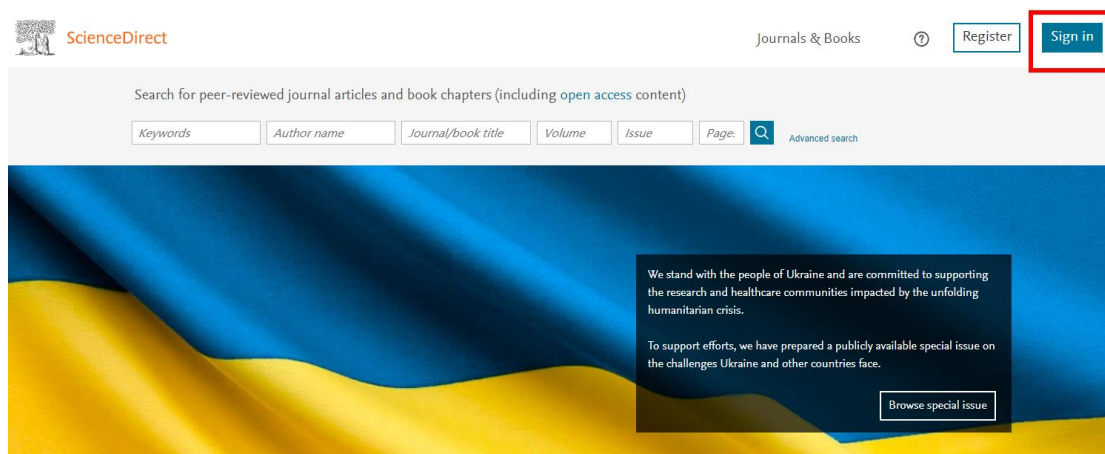 ScienceDirect
Journals & Books
?
Register
Sign in
Search for peer-reviewed journal articles and book chapters (including open access content)
Keywords
Author name
Journal/book title
Volume
Issue
Page:
Advanced search
We stand with the people of Ukraine and are committed to supporting
the research and healthcare communities impacted by the unfolding
humanitarian crisis.
To support efforts, we have prepared a publicly available special issue on
the challenges Ukraine and other countries face.
Browse special issue